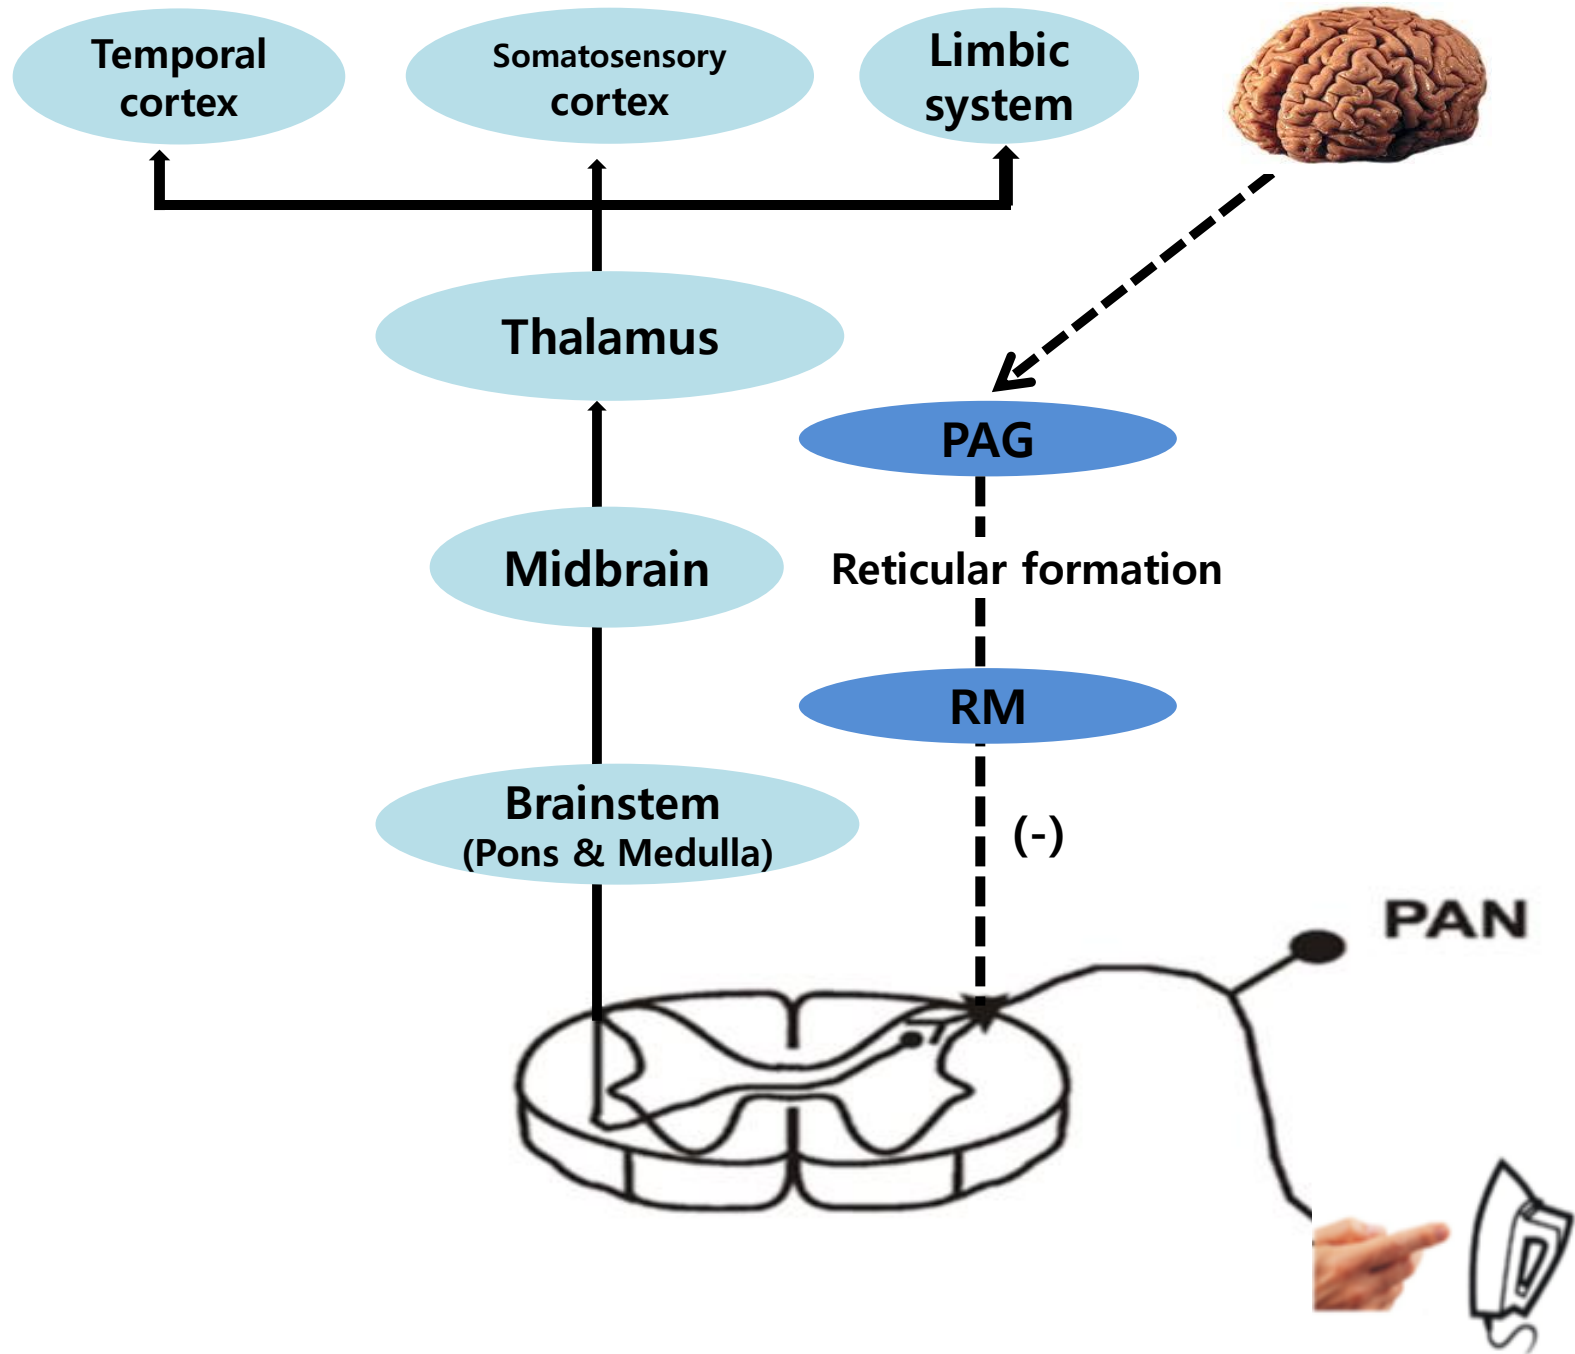 Temporal
cortex
Somatosensory
cortex
Limbic
system
Thalamus
PAG
Midbrain
Reticular formation
RM
Brainstem
(Pons & Medulla)
(-)
PAN